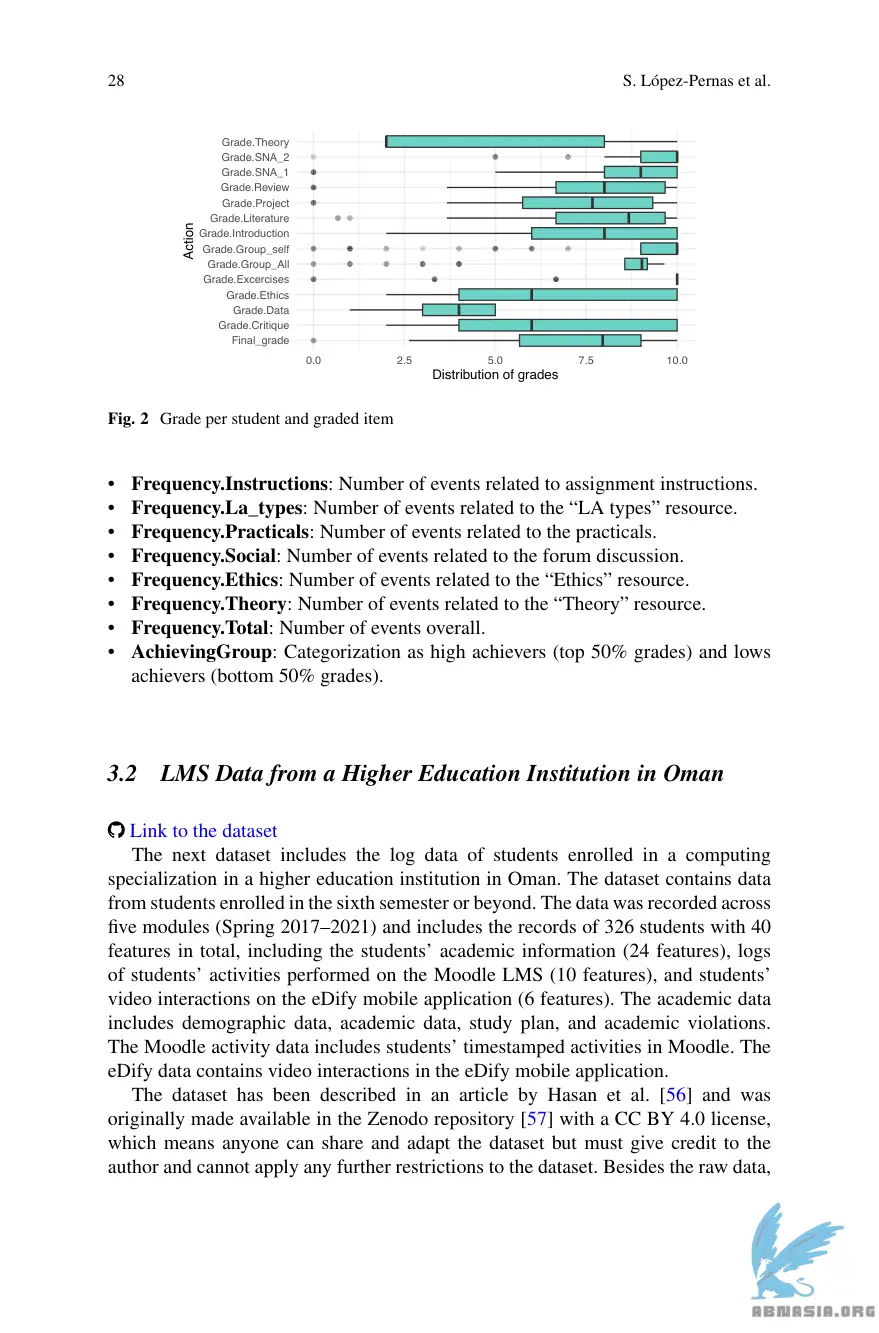 28
S. López-Pernas et al.
Grade.Theory
Grade.SNA_2
Grade.SNA_1
Grade.Review
Grade.Project
Grade.Literature
Grade.Introduction
Grade.Group_self
Grade.Group_All
Grade.Excercises
Grade.Ethics
Grade.Data
Grade.Critique
Final_grade
Action
0.0 2.5 5.0 7.5 10.0
Distribution of grades
Fig. 2 Grade per student and graded item
• Frequency.Instructions: Number of events related to assignment instructions.
• Frequency.La_types: Number of events related to the “LA types” resource.
• Frequency.Practicals: Number of events related to the practicals.
• Frequency.Social: Number of events related to the forum discussion.
• Frequency.Ethics: Number of events related to the “Ethics” resource.
• Frequency.Theory: Number of events related to the “Theory” resource.
• Frequency.Total: Number of events overall.
• AchievingGroup: Categorization as high achievers (top 50% grades) and lows
achievers (bottom 50% grades).
3.2 LMS Data from a Higher Education Institution in Oman
Link to the dataset
The next dataset includes the log data of students enrolled in a computing
specialization in a higher education institution in Oman. The dataset contains data
from students enrolled in the sixth semester or beyond. The data was recorded across
five modules (Spring 2017–2021) and includes the records of 326 students with 40
features in total, including the students’ academic information (24 features), logs
of students’ activities performed on the Moodle LMS (10 features), and students’
video interactions on the eDify mobile application (6 features). The academic data
includes demographic data, academic data, study plan, and academic violations.
The Moodle activity data includes students’ timestamped activities in Moodle. The
eDify data contains video interactions in the eDify mobile application.
The dataset has been described in an article by Hasan et al. [56] and was
originally made available in the Zenodo repository [57] with a CC BY 4.0 license,
which means anyone can share and adapt the dataset but must give credit to the
author and cannot apply any further restrictions to the dataset. Besides the raw data,
ABNASIA.ORG